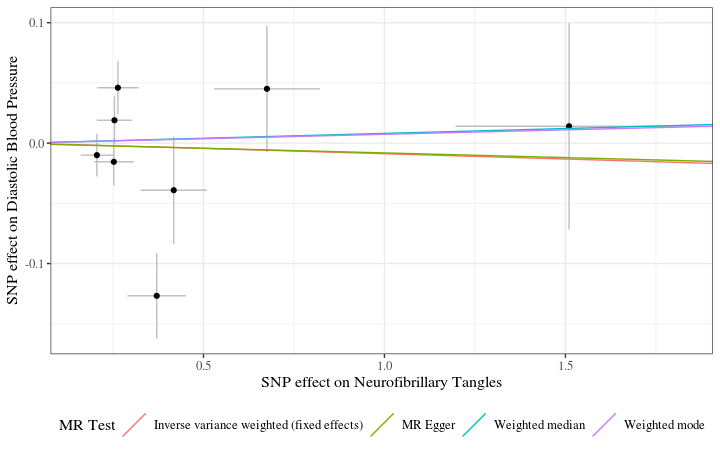 SNP effect on Diastolic Blood Pressure
0.1
0.0
-0.1
0.5
1.0
1.5
SNP effect on Neurofibrillary Tangles
MR Test
Inverse variance weighted (fixed effects)
MR Egger
Weighted median
Weighted mode